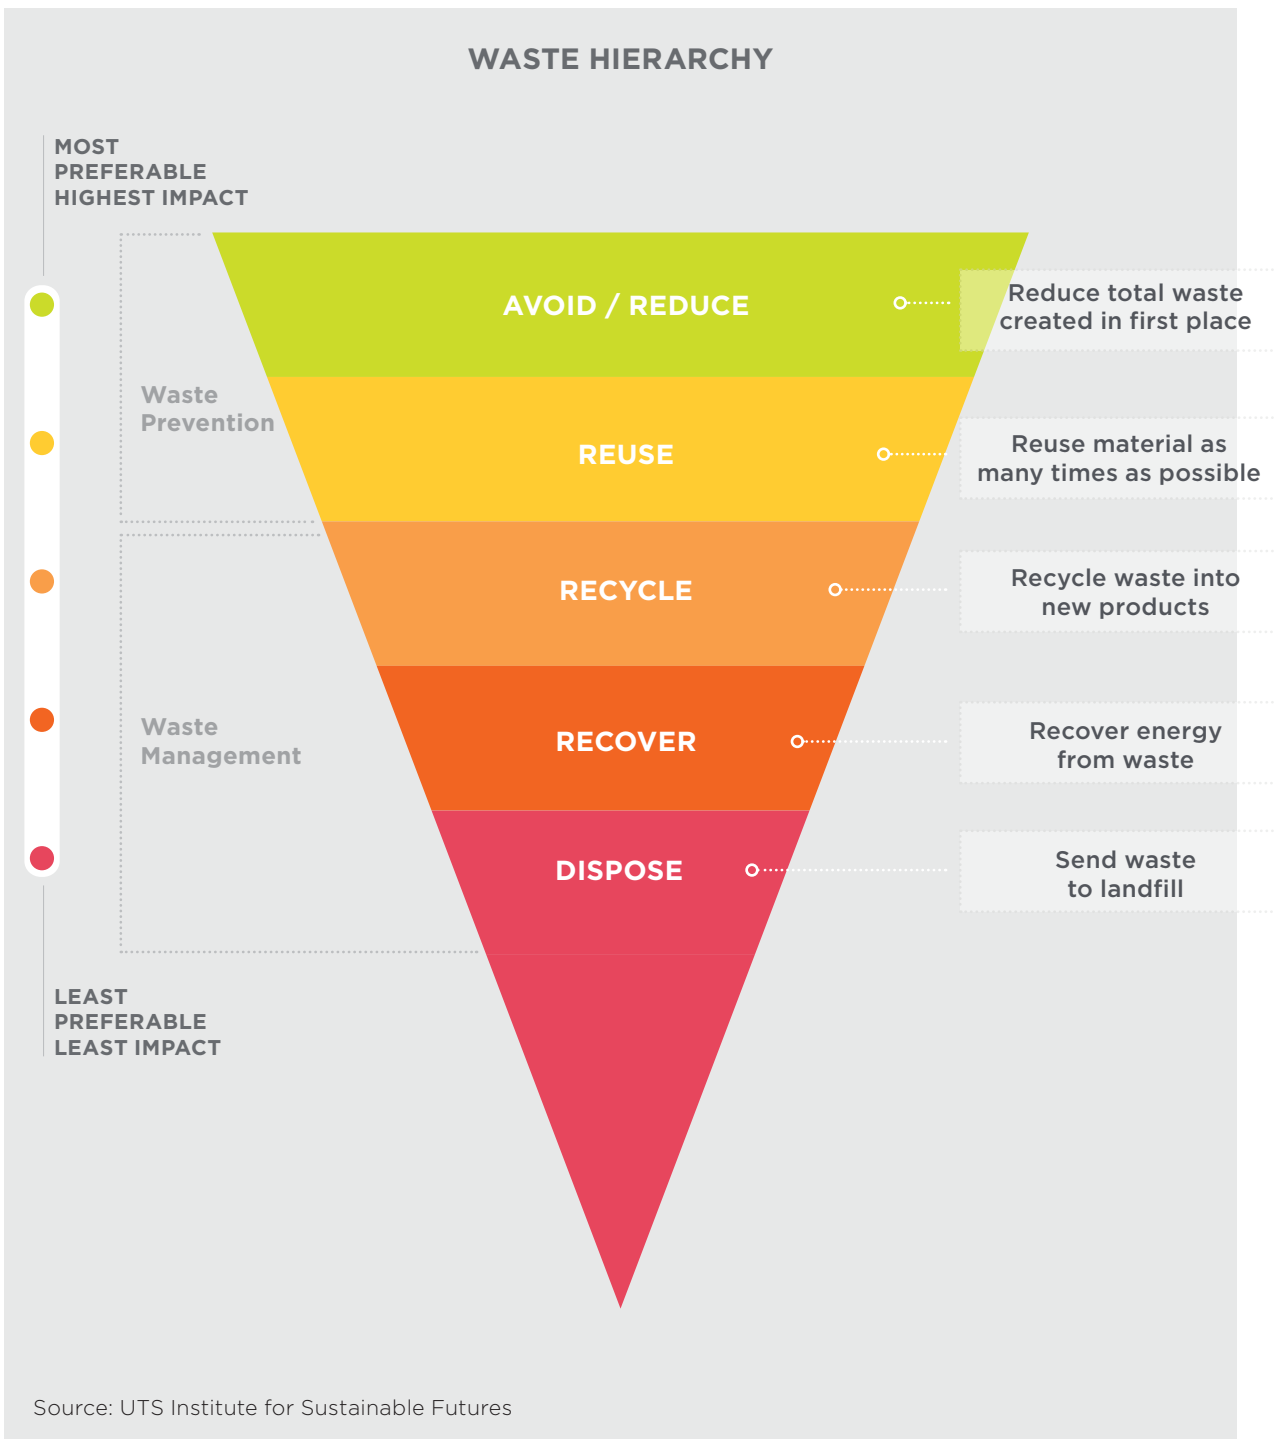 WASTE HIERARCHY
MOST
PREFERABLE
HIGHEST IMPACT
AVOID / REDUCE
Reduce total waste
created in first place
Waste
Prevention
REUSE
Reuse material as
many times as possible
RECYCLE
Recycle waste into
new products
Waste
Management
RECOVER
Recover energy
from waste
DISPOSE
Send waste
to landfill
LEAST
PREFERABLE
LEAST IMPACT
Source: UTS Institute for Sustainable Futures